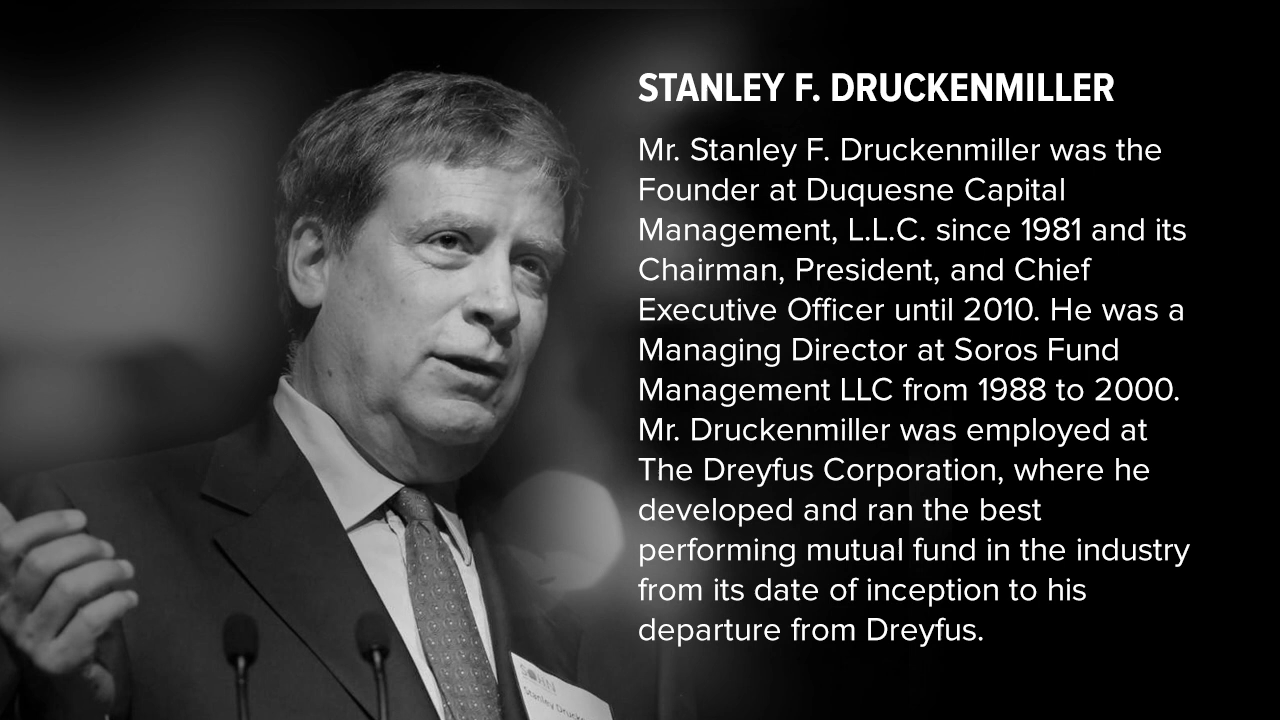 STANLEY F. DRUCKENMILLER
Mr. Stanley F. Druckenmiller was the
Founder at Duquesne Capital
Management, L.L.C. since 1981 and its
Chairman, President, and Chief
Executive Officer until 2010. He was a
Managing Director at Soros Fund
Management LLC from 1988 to 2000.
Mr. Druckenmiller was employed at
The Dreyfus Corporation, where he
developed and ran the best
performing mutual fund in the industry
from its date of inception to his
departure from Dreyfus.
Stanley Drucke